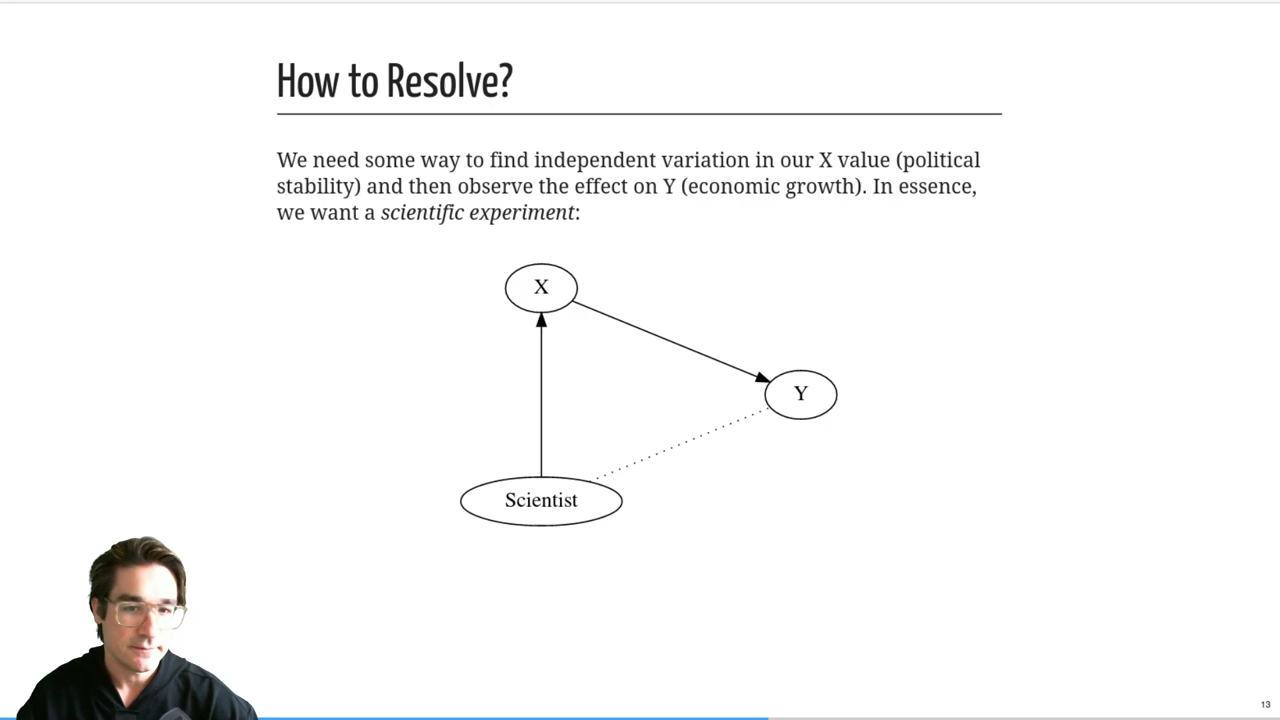 How to Resolve?
We need some way to find independent variation in our X value (political
stability) and then observe the effect on Y (economic growth). In essence,
we want a scientific experiment:
X
Y
Scientist
13